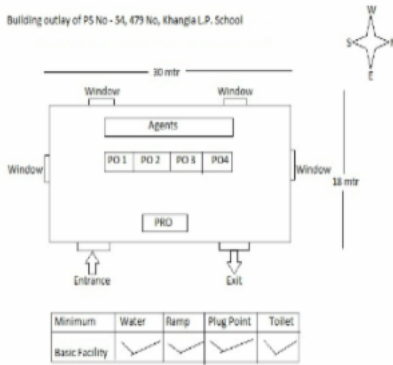 Building outlay of PS No - 54, 479 No, Khangia L.P. School
W
S N
E
30 mtr
Window Window
Agents
PO 1 PO 2 PO 3 PO4
Window Window
18 mtr
PRO
Entrance Exit
Minimum Water Ramp Plug Point Toilet
Basic Facility